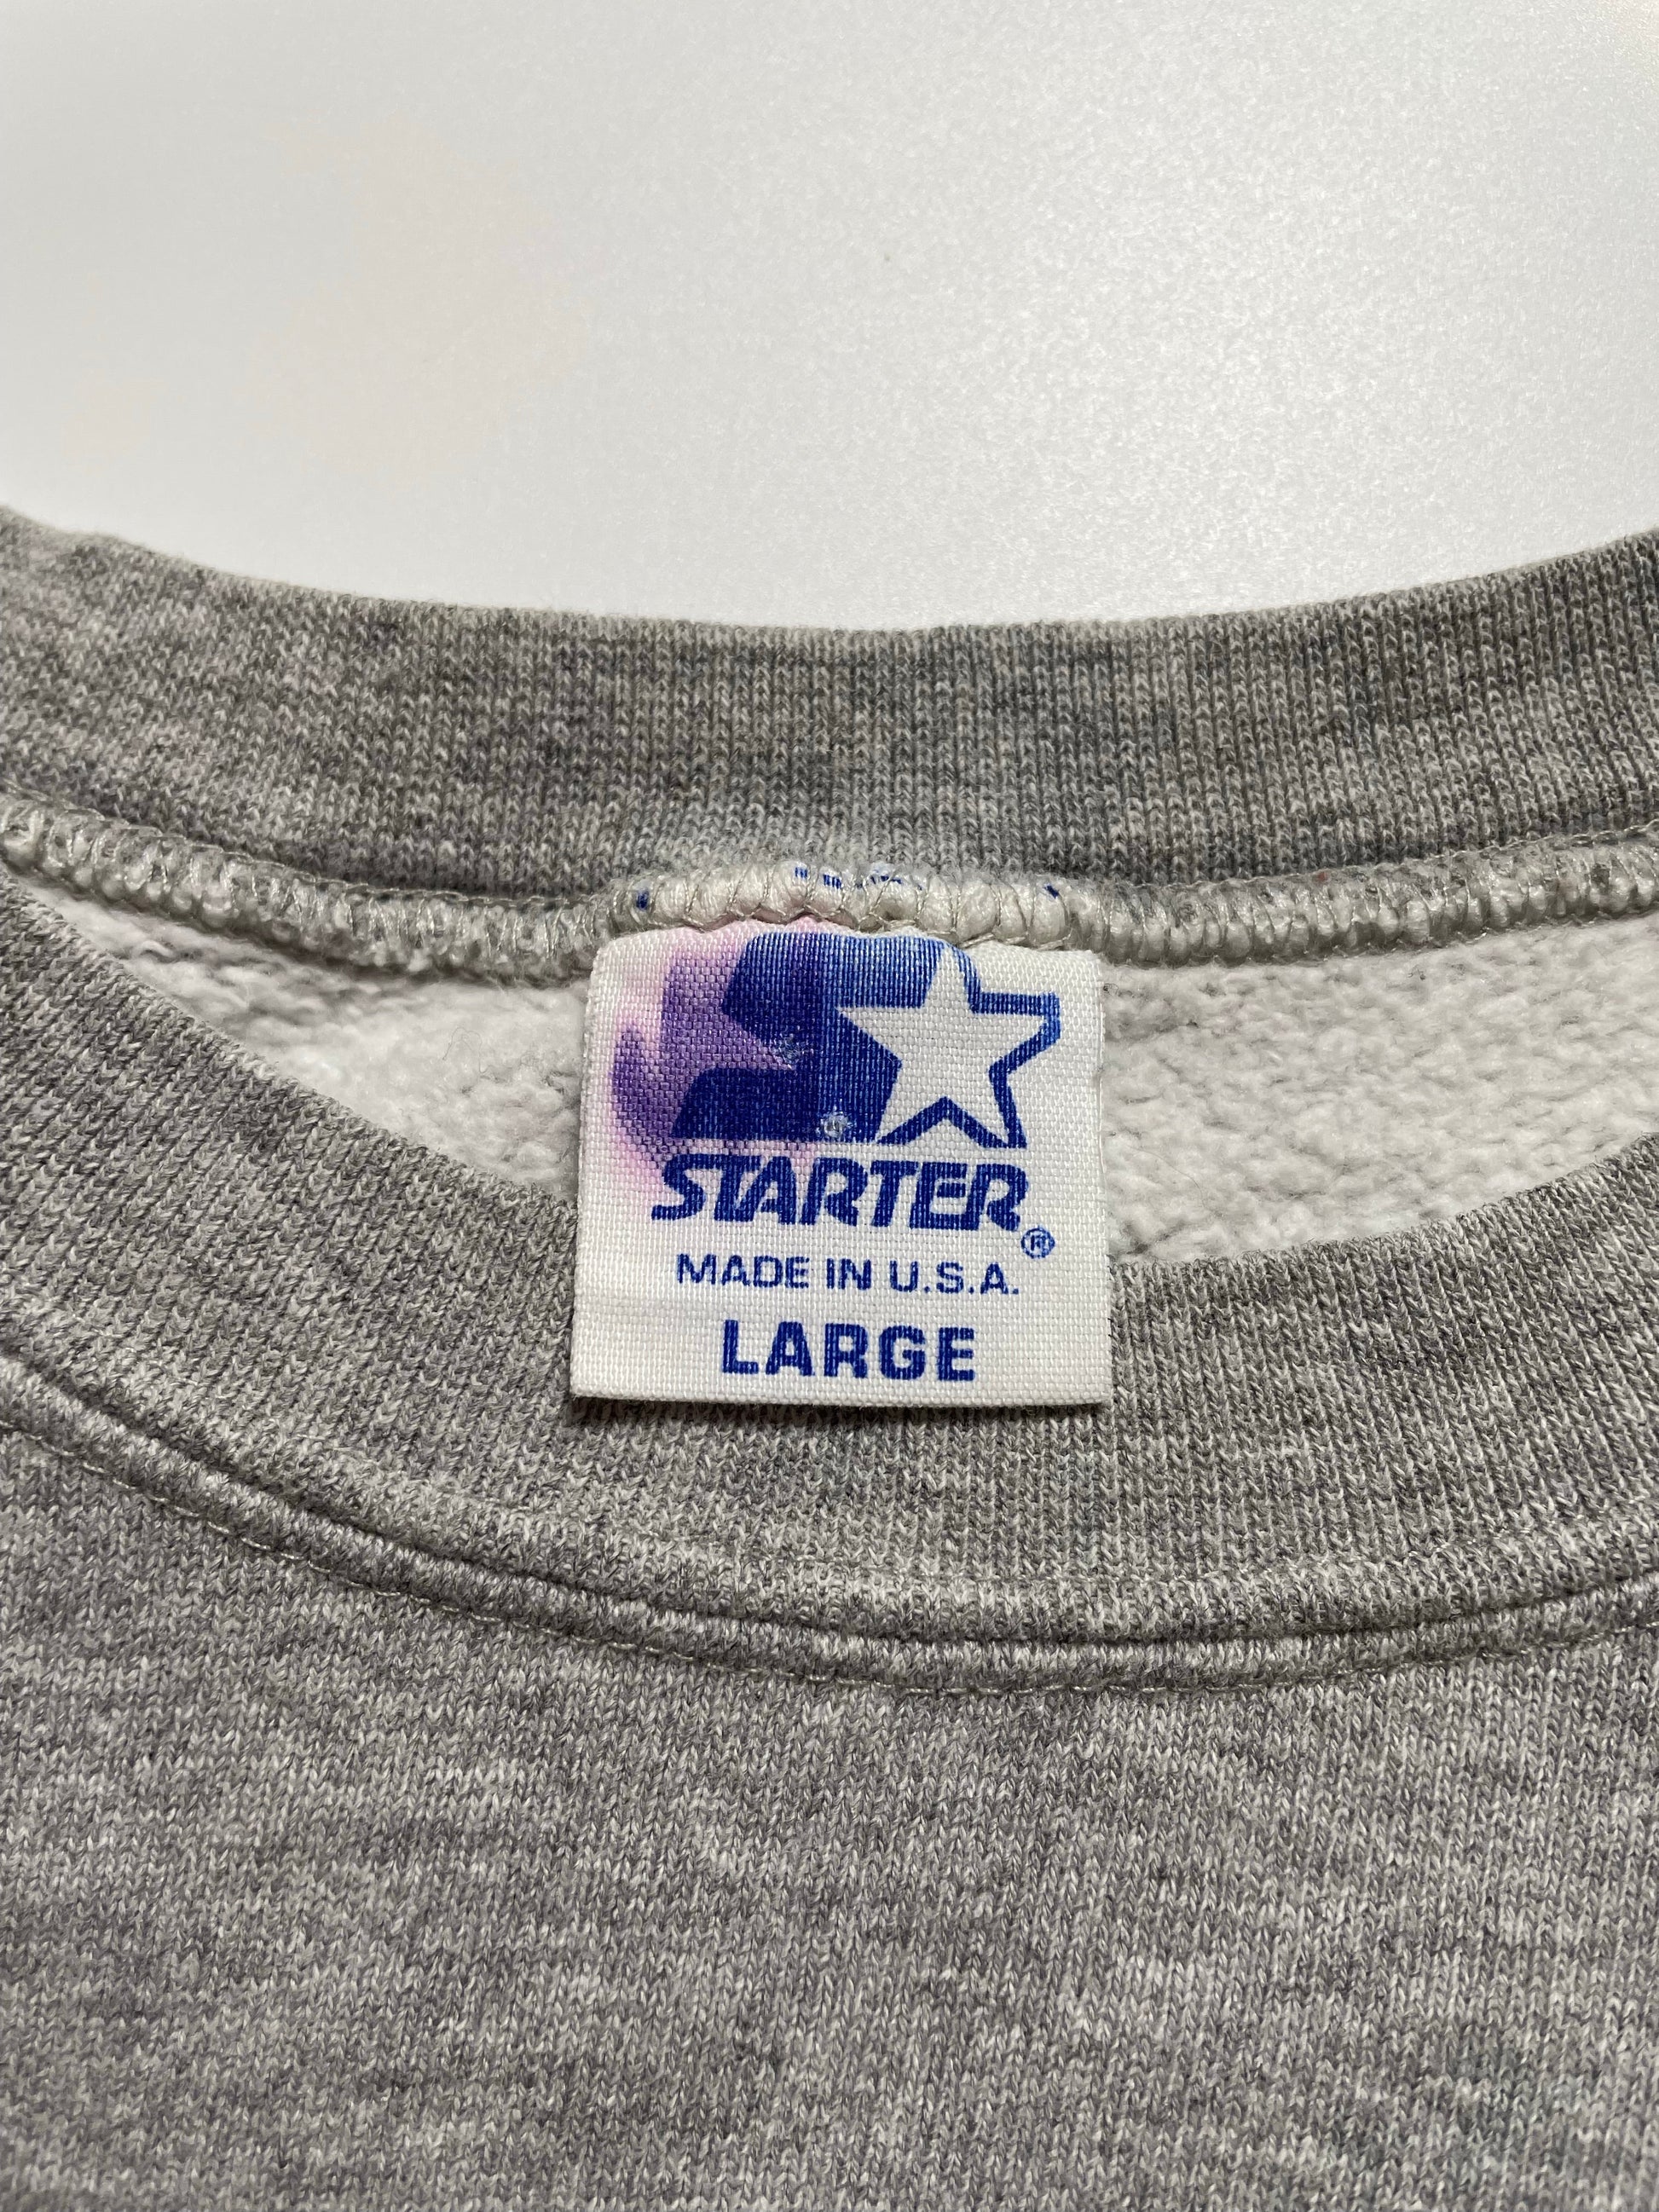 STARTER
®
MADE IN U.S.A.
LARGE